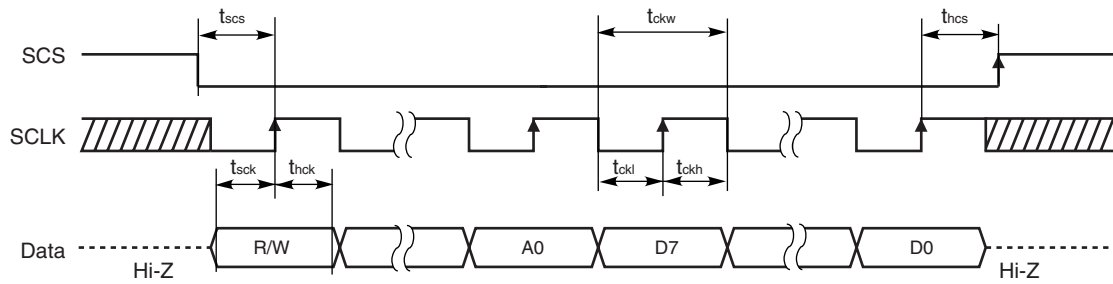 tscs tckw thcs
SCS
SCLK
tsck thck tckl tckh
Data R/W A0 D7 D0
Hi-Z Hi-Z